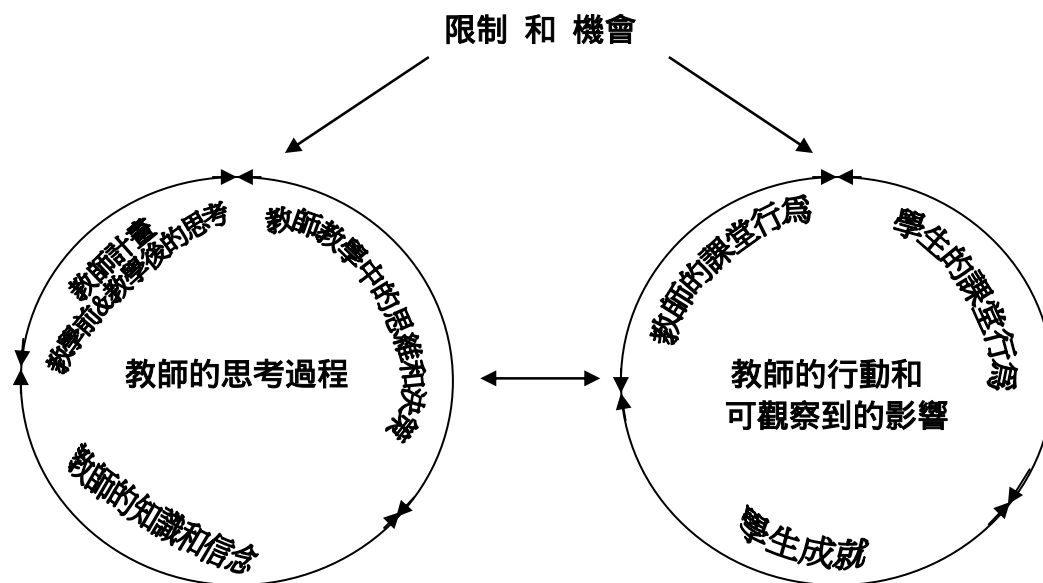 限制 和 機會
教師計畫
教學前&教學後的思考
教師教學中的思維和決策
教師的思考過程
教師的知識和信念
教師的課堂行為
學生的課堂行為
教師的行動和
可觀察到的影響
學生成就